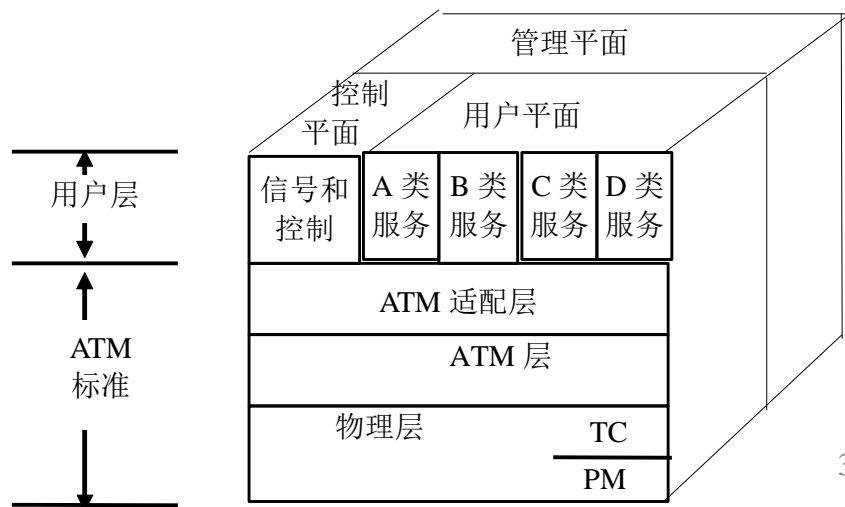 管理平面
控制
平面
用户平面
用户层
信号和
控制
A 类
服务
B 类
服务
C 类
服务
D 类
服务
ATM 适配层
ATM
标准
ATM 层
物理层
TC
PM
3